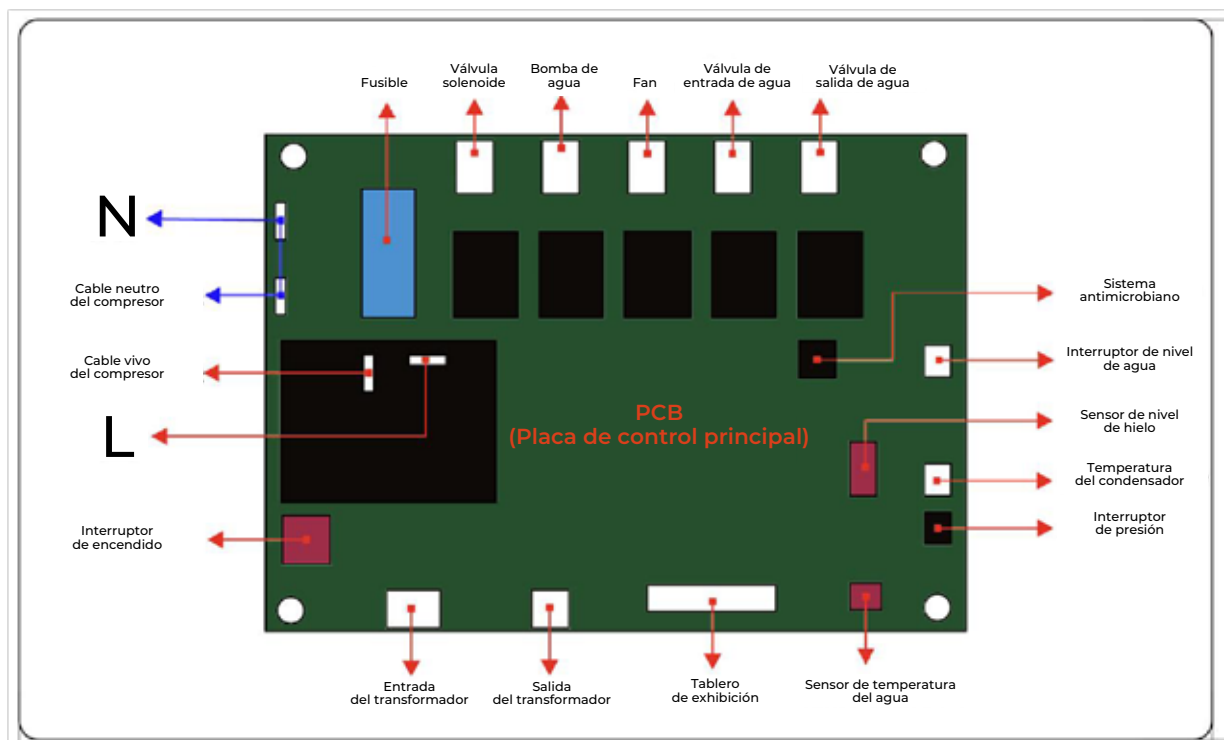 Fusible
Válvula
solenoide
Bomba de
agua
Fan
Válvula de
entrada de agua
Válvula de
salida de agua
N
Cable neutro
del compresor
Cable vivo
del compresor
L
Interruptor
de encendido
PCB
(Placa de control principal)
Sistema
antimicrobiano
Interruptor de nivel
de agua
Sensor de nivel
de hielo
Temperatura
del condensador
Interruptor
de presión
Entrada
del transformador
Salida
del transformador
Tablero
de exhibición
Sensor de temperatura
del agua